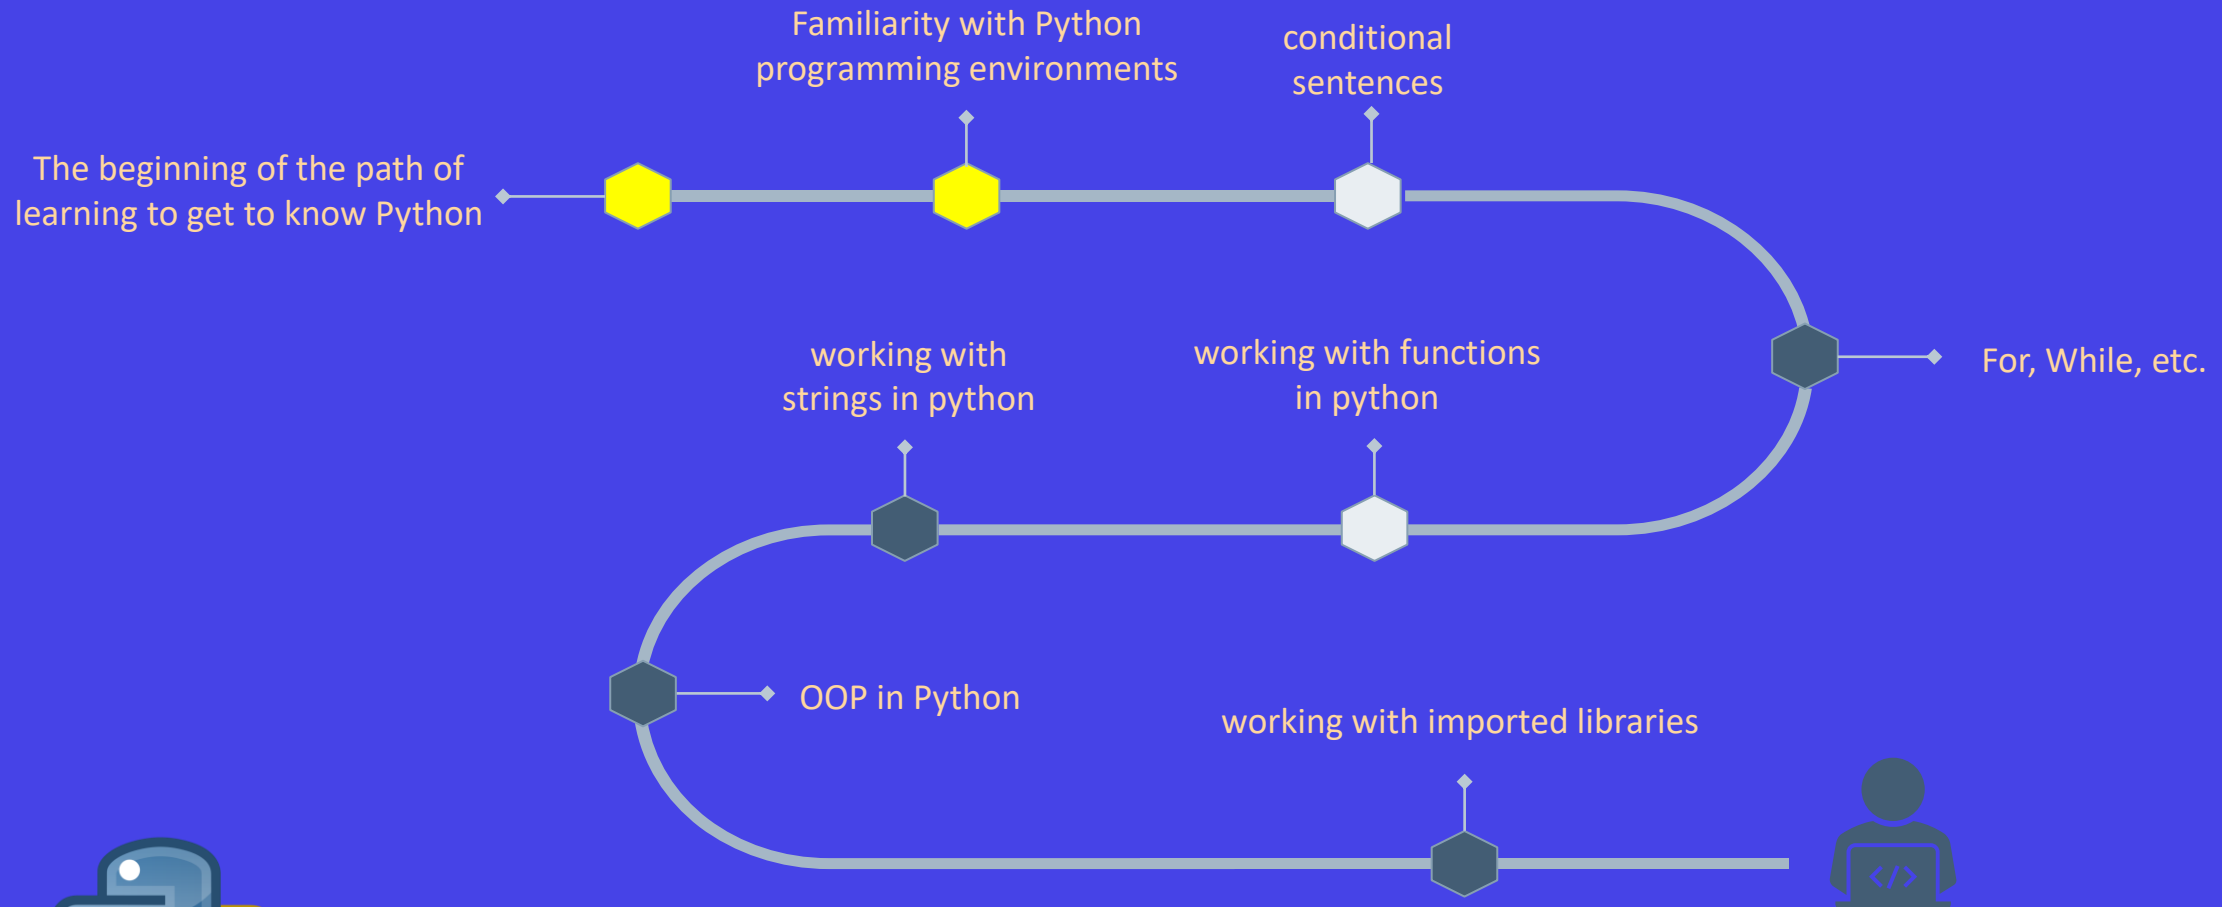 The beginning of the path of
learning to get to know Python
Familiarity with Python
programming environments
conditional
sentences
For, While, etc.
working with functions
in python
working with
strings in python
OOP in Python
working with imported libraries
</>